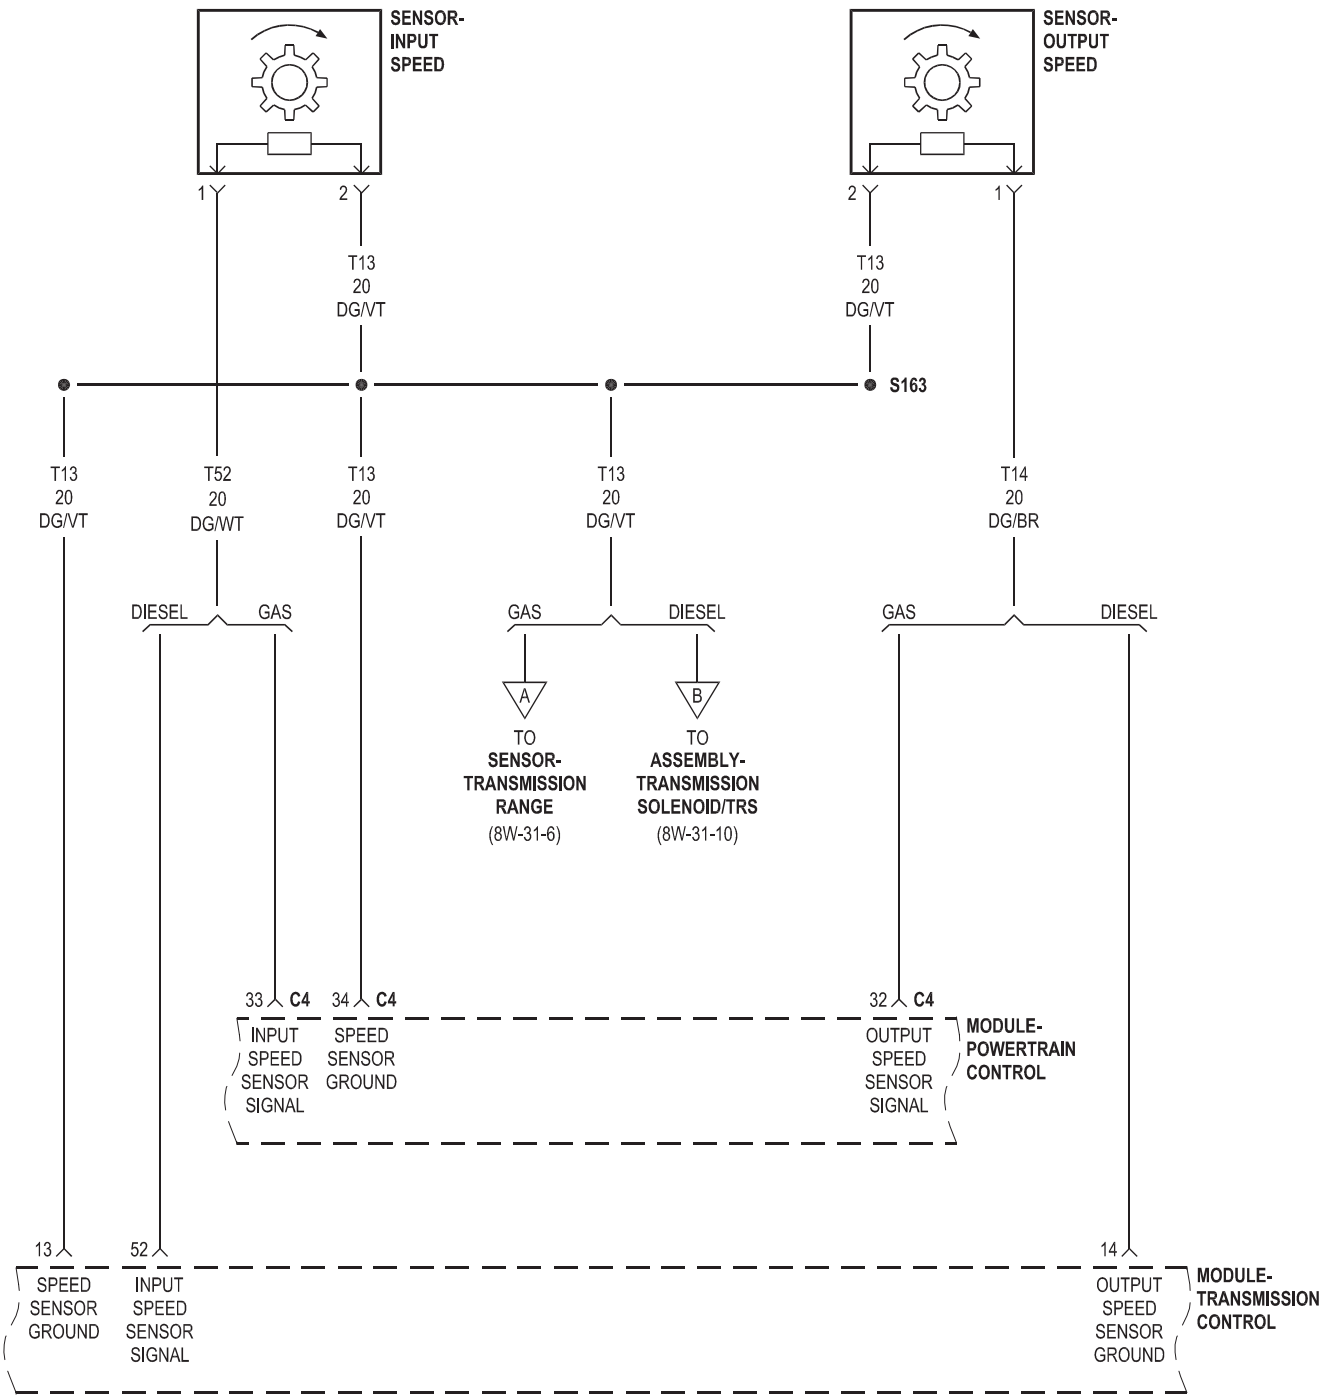 SENSOR-
INPUT
SPEED
SENSOR-
OUTPUT
SPEED
1
2
2
1
T13
20
DG/VT
T13
20
DG/VT
S163
T13
20
DG/VT
T52
20
DG/WT
T13
20
DG/VT
T13
20
DG/VT
T14
20
DG/BR
DIESEL
GAS
GAS
DIESEL
GAS
DIESEL
A
B
TO
SENSOR-
TRANSMISSION
RANGE
(8W-31-6)
TO
ASSEMBLY-
TRANSMISSION
SOLENOID/TRS
(8W-31-10)
33 C4
34 C4
32 C4
INPUT
SPEED
SENSOR
SIGNAL
SPEED
SENSOR
GROUND
OUTPUT
SPEED
SENSOR
SIGNAL
MODULE-
POWERTRAIN
CONTROL
13
52
14
SPEED
SENSOR
GROUND
INPUT
SPEED
SENSOR
SIGNAL
OUTPUT
SPEED
SENSOR
GROUND
MODULE-
TRANSMISSION
CONTROL